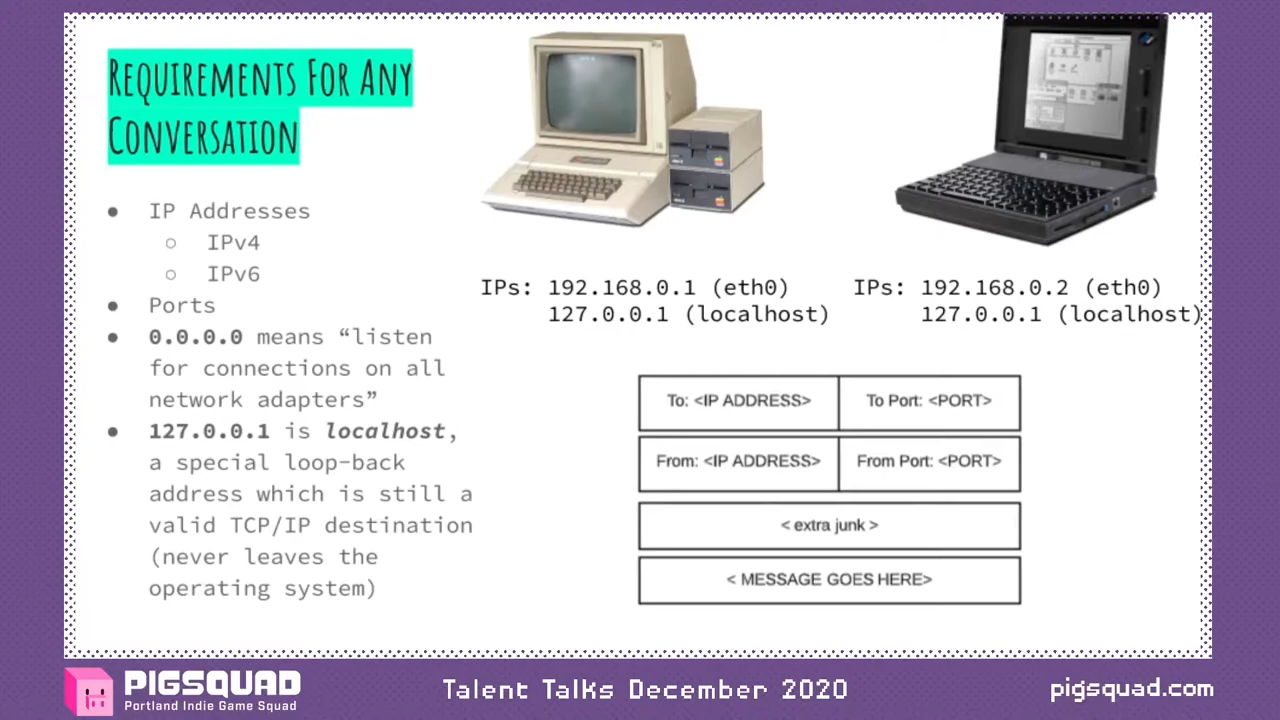 REQUIREMENTS FOR ANY
CONVERSATION
● IP Addresses
○ IPv4
○ IPv6
● Ports
● 0.0.0.0 means “listen
for connections on all
network adapters”
● 127.0.0.1 is localhost,
a special loop-back
address which is still a
valid TCP/IP destination
(never leaves the
operating system)
IPs: 192.168.0.1 (eth0)
127.0.0.1 (localhost)
IPs: 192.168.0.2 (eth0)
127.0.0.1 (localhost)
To: <IP ADDRESS>
To Port: <PORT>
From: <IP ADDRESS>
From Port: <PORT>
< extra junk >
< MESSAGE GOES HERE>
PIGSQUAD
Portland Indie Game Squad
Talent Talks December 2020
pigsquad.com